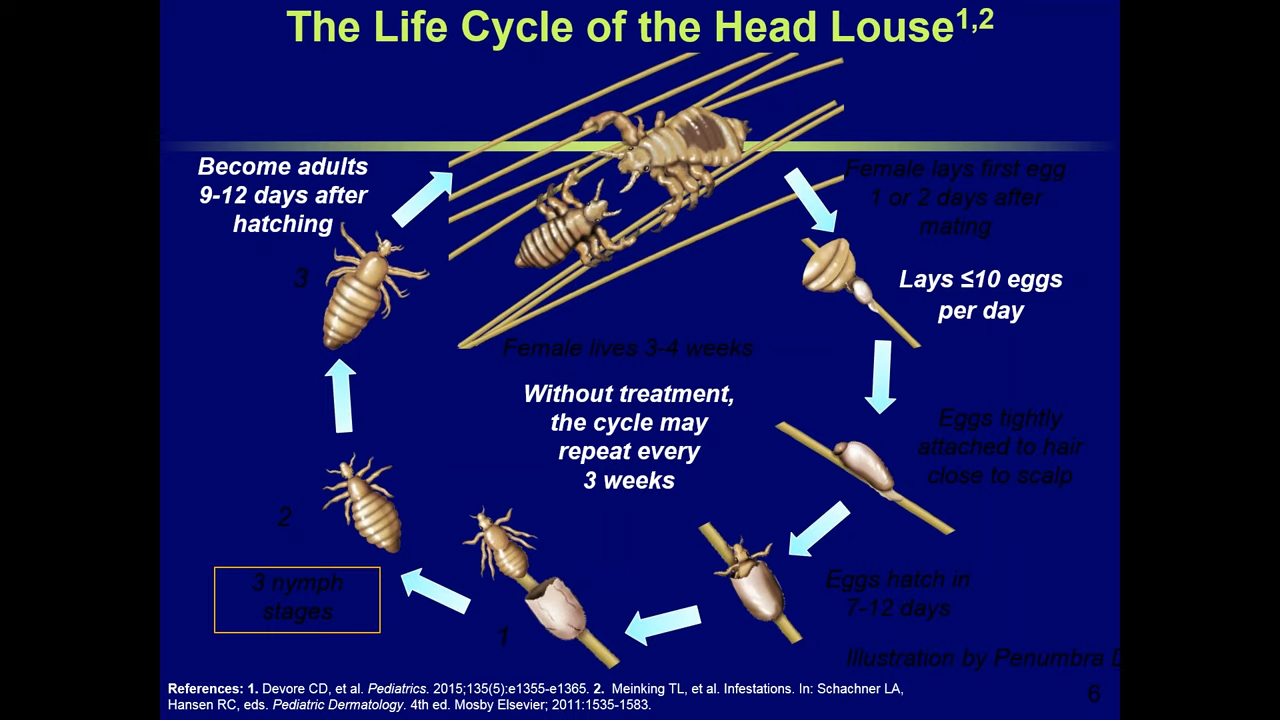 The Life Cycle of the Head Louse1,2
Become adults
9-12 days after
hatching
Female lays first egg
1 or 2 days after
mating
Lays ≤10 eggs
per day
3
Female lives 3-4 weeks
Without treatment,
the cycle may
repeat every
3 weeks
Eggs tightly
attached to hair
close to scalp
2
3 nymph
stages
1
Eggs hatch in
7-12 days
Illustration by Penumbra
References: 1. Devore CD, et al. Pediatrics. 2015;135(5):e1355-e1365. 2. Meinking TL, et al. Infestations. In: Schachner LA,
Hansen RC, eds. Pediatric Dermatology. 4th ed. Mosby Elsevier; 2011:1535-1583.
6